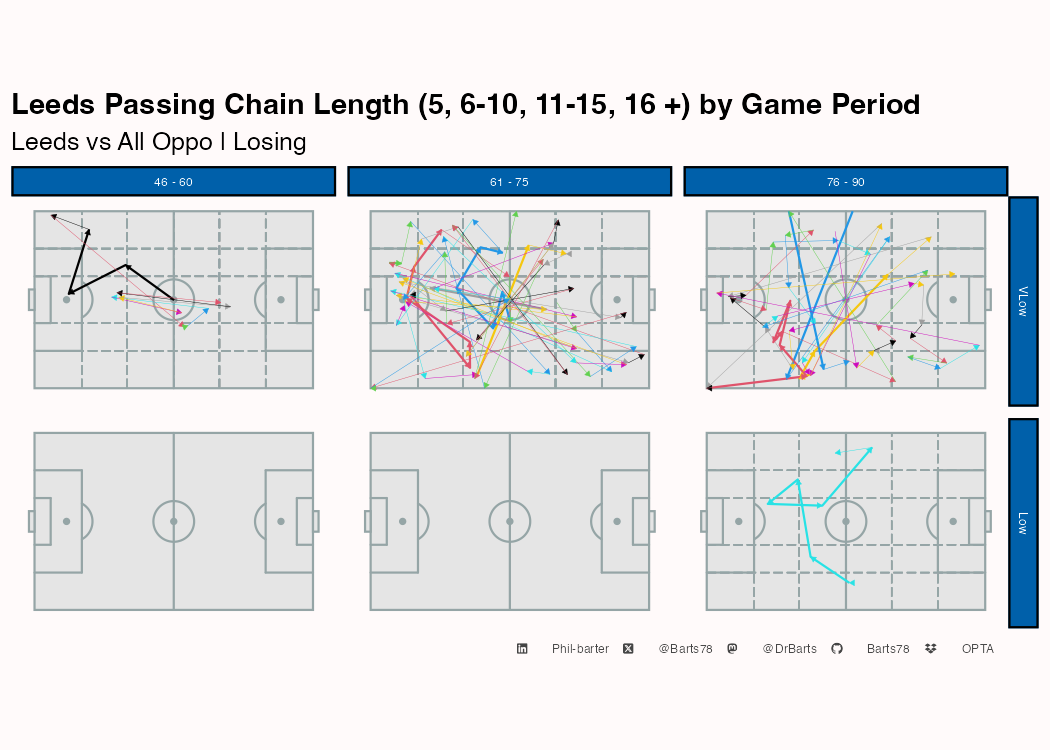 Leeds Passing Chain Length (5, 6-10, 11-15, 16 +) by Game Period
Leeds vs All Oppo | Losing
46 - 60
61 - 75
76 - 90
VLow
Low
Phil-barter @Barts78 @DrBarts Barts78 OPTA